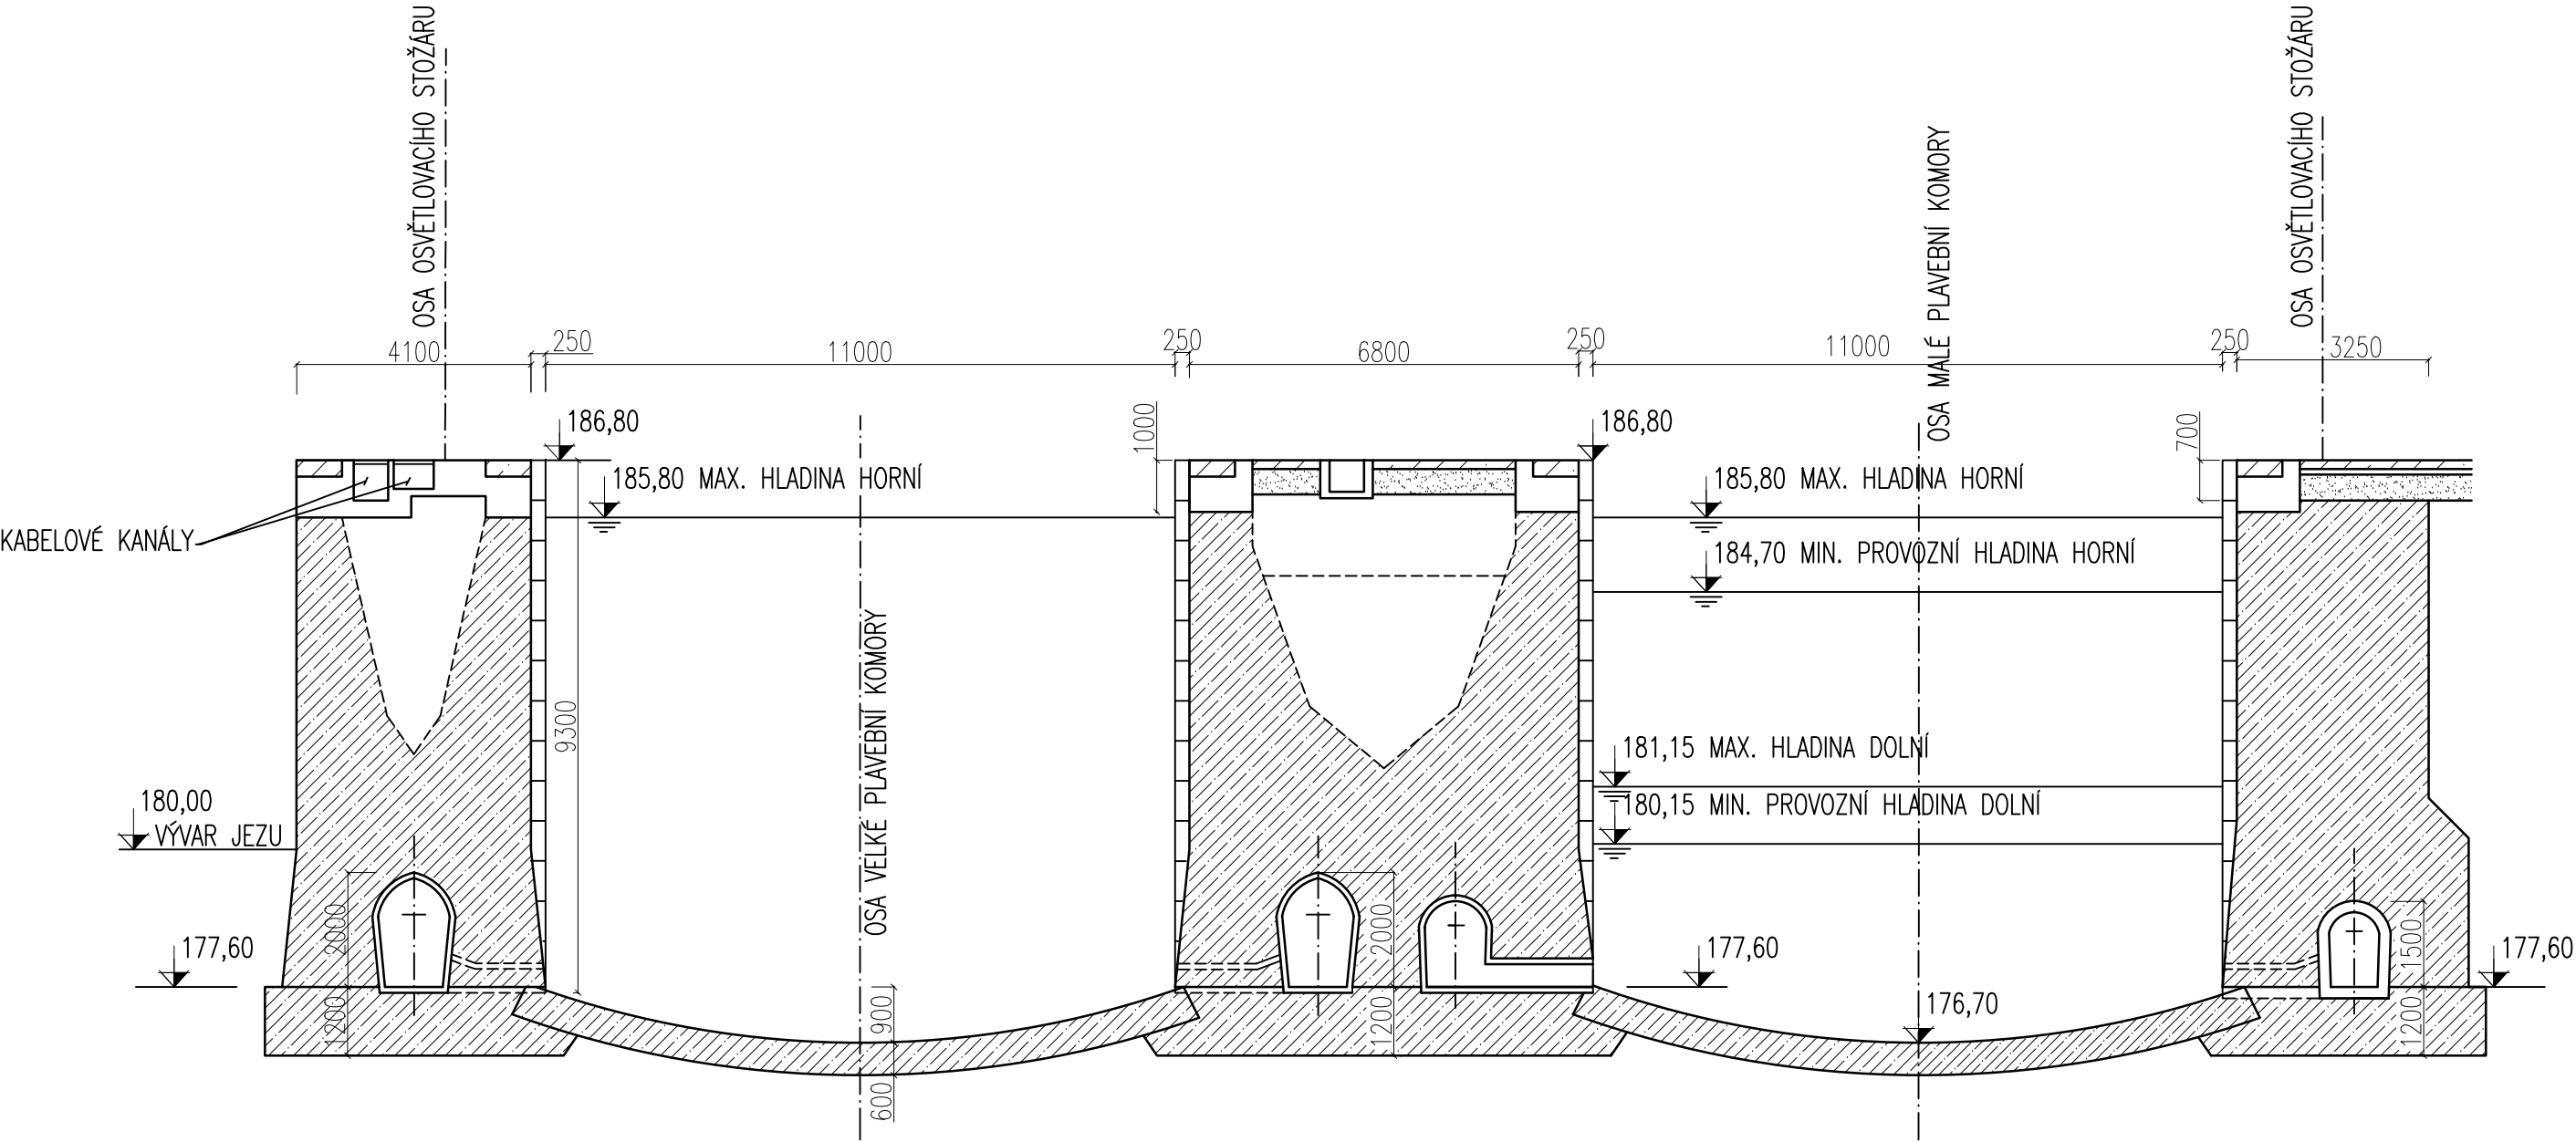 OSA OSVĚTLOVACÍHO STOŽÁRU
OSA MALÉ PLAVEBNÍ KOMORY
OSA OSVĚTLOVACÍHO STOŽÁRU
4100
250
11000
250
6800
250
11000
250
3250
186,80
1000
186,80
700
185,80 MAX. HLADINA HORNÍ
185,80 MAX. HLADINA HORNÍ
KABELOVÉ KANÁLY
184,70 MIN. PROVOZNÍ HLADINA HORNÍ
9300
OSA VELKÉ PLAVEBNÍ KOMORY
181,15 MAX. HLADINA DOLNÍ
180,00
VÝVAR JEZU
180,15 MIN. PROVOZNÍ HLADINA DOLNÍ
2000
2000
1500
177,60
177,60
177,60
1200
900
1200
176,70
1200
600